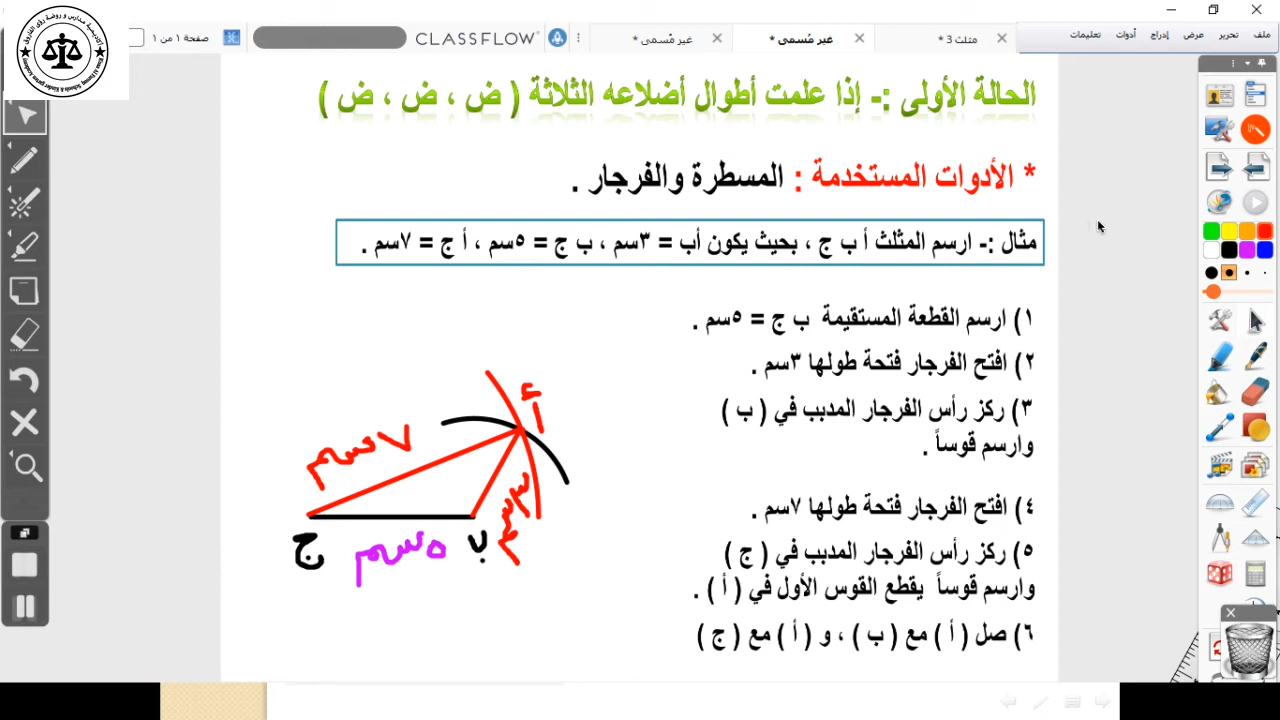 صفحة ١ من ١
CLASSFLOW
غير مُسمى *
غير مُسمى *
مثلث 3 *
ملف
تحرير
عرض
إدراج
أدوات
تعليمات
الحالة الأولى :- إذا علمت أطوال أضلاعه الثلاثة ( ض ، ض ، ض )
* الأدوات المستخدمة : المسطرة والفرجار .
مثال :- ارسم المثلث أ ب ج ، بحيث يكون أب = ٣سم ، ب ج = ٥سم ، أ ج = ٧سم .
١) ارسم القطعة المستقيمة ب ج = ٥سم .
٢) افتح الفرجار فتحة طولها ٣سم .
٣) ركز رأس الفرجار المدبب في ( ب )
وارسم قوساً .
٤) افتح الفرجار فتحة طولها ٧سم .
٥) ركز رأس الفرجار المدبب في ( ج )
وارسم قوساً يقطع القوس الأول في ( أ ) .
٦) صل ( أ ) مع ( ب ) ، و ( أ ) مع ( ج )
أ
٧سم
٣سم
ب
٥سم
ج